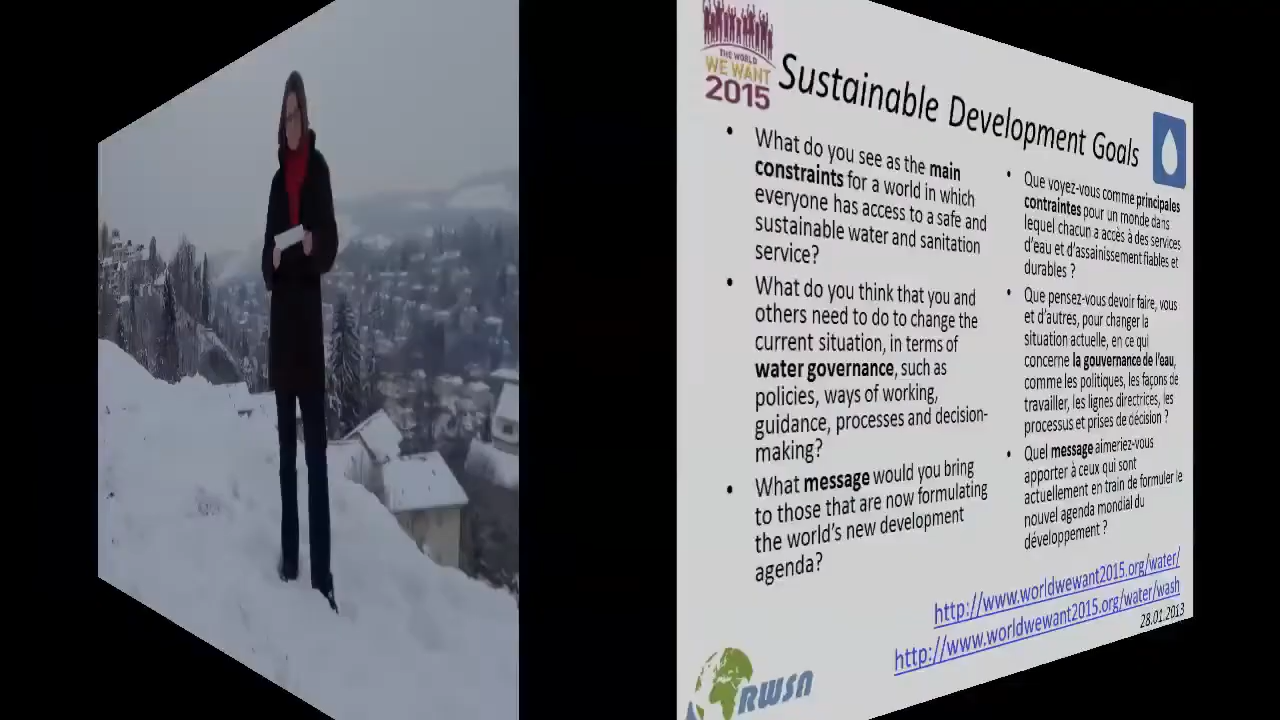 THE WORLD
WE WANT
2015
Sustainable Development Goals
• What do you see as the main
constraints for a world in which
everyone has access to a safe and
sustainable water and sanitation
service?
• What do you think that you and
others need to do to change the
current situation, in terms of
water governance, such as
policies, ways of working,
guidance, processes and decision-
making?
• What message would you bring
to those that are now formulating
the world's new development
agenda?
• Que voyez-vous comme principales
contraintes pour un monde dans
lequel chacun a accès à des services
d'eau et d'assainissement fiables et
durables ?
• Que pensez-vous devoir faire, vous
et d'autres, pour changer la
situation actuelle, en ce qui
concerne la gouvernance de l'eau,
comme les politiques, les façons de
travailler, les lignes directrices, les
processus et prises de décision ?
• Quel message aimeriez-vous
apporter à ceux qui sont
actuellement en train de formuler le
nouvel agenda mondial du
développement ?
http://www.worldwewant2015.org/water/
http://www.worldwewant2015.org/water/wash
28.01.2013
RWSN